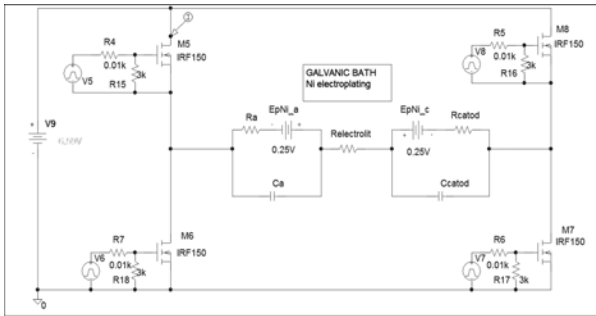 M5
IRF150
R4
0.01k
V5
R15
3k
M8
IRF150
R5
0.01k
V8
R16
3k
GALVANIC BATH
Ni electroplating
V9
Ra
EpNi_a
0.25V
Ca
Relectrolit
EpNi_c
0.25V
Rcatod
Ccatod
M6
IRF150
R7
0.01k
V6
R18
3k
M7
IRF150
R6
0.01k
V7
R17
3k
0